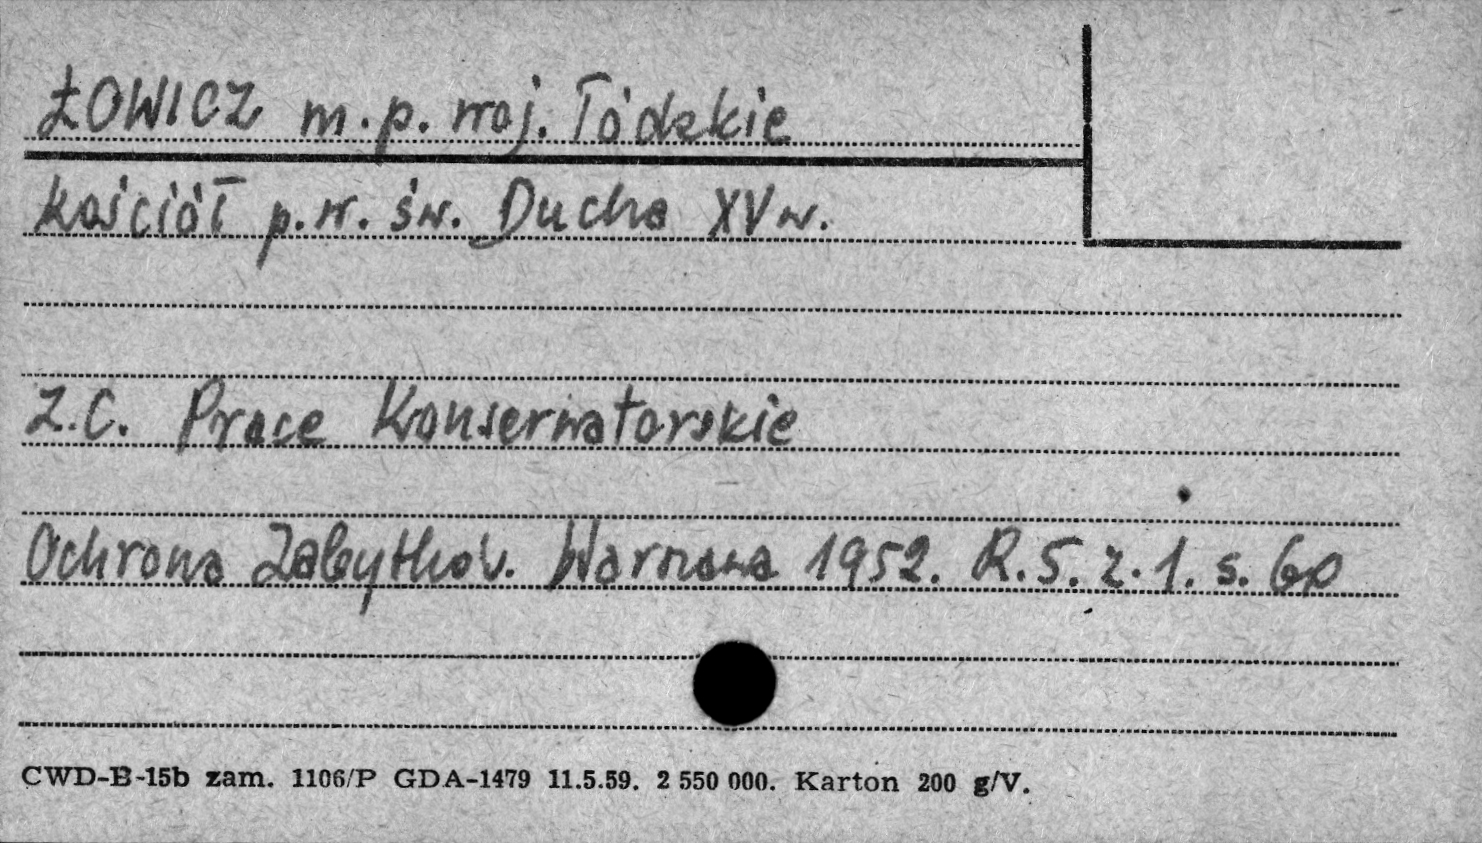 ŁOWICZ m.p. woj. łódzkie
kościół p.w. św. Ducha XV w.
Z.C. Prace Konserwatorskie
Ochrona Zabytków. Warszawa 1952. R.5. z.1. s. 60
CWD-B-15b zam. 1106/P GDA-1479 11.5.59. 2 550 000. Karton 200 g/V.